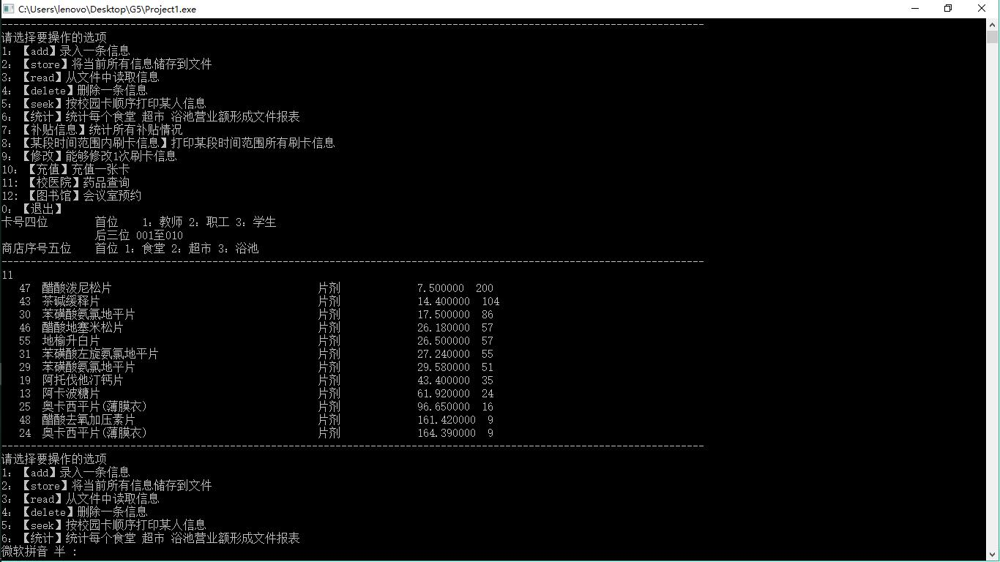 C:\Users\lenovo\Desktop\G5\Project1.exe
------------------------------------------------------------------------------------------------------------------------
请选择要操作的选项
1：【add】录入一条信息
2：【store】将当前所有信息储存到文件
3：【read】从文件中读取信息
4：【delete】删除一条信息
5：【seek】按校园卡顺序打印某人信息
6：【统计】统计每个食堂 超市 浴池营业额形成文件报表
7：【补贴信息】统计所有补贴情况
8：【某段时间范围内刷卡信息】打印某段时间范围所有刷卡信息
9：【修改】能够修改1次刷卡信息
10：【充值】充值一张卡
11: 【校医院】药品查询
12: 【图书馆】会议室预约
0：【退出】
卡号四位 首位 1：教师 2：职工 3：学生
后三位 001至010
商店序号五位 首位 1：食堂 2：超市 3：浴池
------------------------------------------------------------------------------------------------------------------------
11
47 醋酸泼尼松片 片剂 7.500000 200
43 茶碱缓释片 片剂 14.400000 104
30 苯磺酸氨氯地平片 片剂 17.500000 86
46 醋酸地塞米松片 片剂 26.180000 57
55 地榆升白片 片剂 26.500000 57
31 苯磺酸左旋氨氯地平片 片剂 27.240000 55
29 苯磺酸氨氯地平片 片剂 29.580000 51
19 阿托伐他汀钙片 片剂 43.400000 35
13 阿卡波糖片 片剂 61.920000 24
25 奥卡西平片(薄膜衣) 片剂 96.650000 16
48 醋酸去氧加压素片 片剂 161.420000 9
24 奥卡西平片(薄膜衣) 片剂 164.390000 9
------------------------------------------------------------------------------------------------------------------------
请选择要操作的选项
1：【add】录入一条信息
2：【store】将当前所有信息储存到文件
3：【read】从文件中读取信息
4：【delete】删除一条信息
5：【seek】按校园卡顺序打印某人信息
6：【统计】统计每个食堂 超市 浴池营业额形成文件报表
微软拼音 半 :